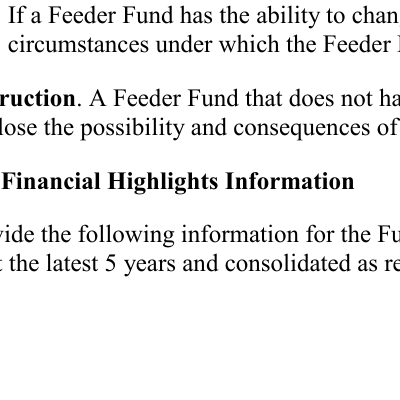 If a Feeder Fund has the ability to chan
circumstances under which the Feeder
ruction. A Feeder Fund that does not ha
lose the possibility and consequences of
Financial Highlights Information
vide the following information for the Fu
the latest 5 years and consolidated as re